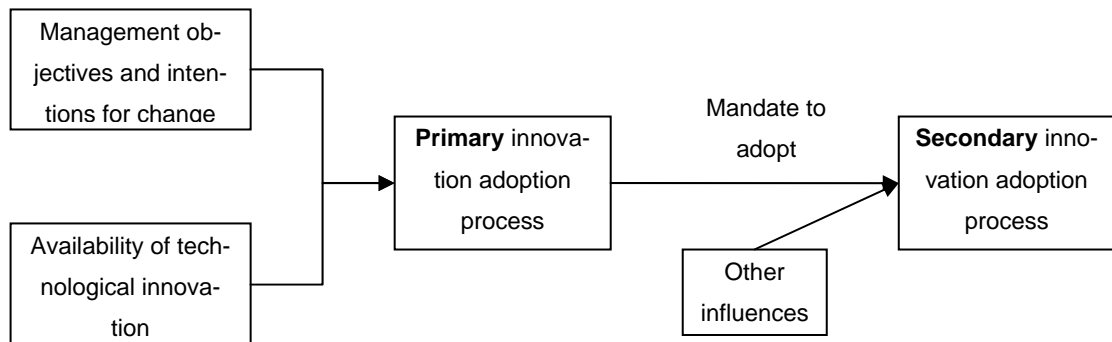 Management ob-
jectives and inten-
tions for change
Availability of tech-
nological innova-
tion
Primary innova-
tion adoption
process
Mandate to
adopt
Other
influences
Secondary inno-
vation adoption
process